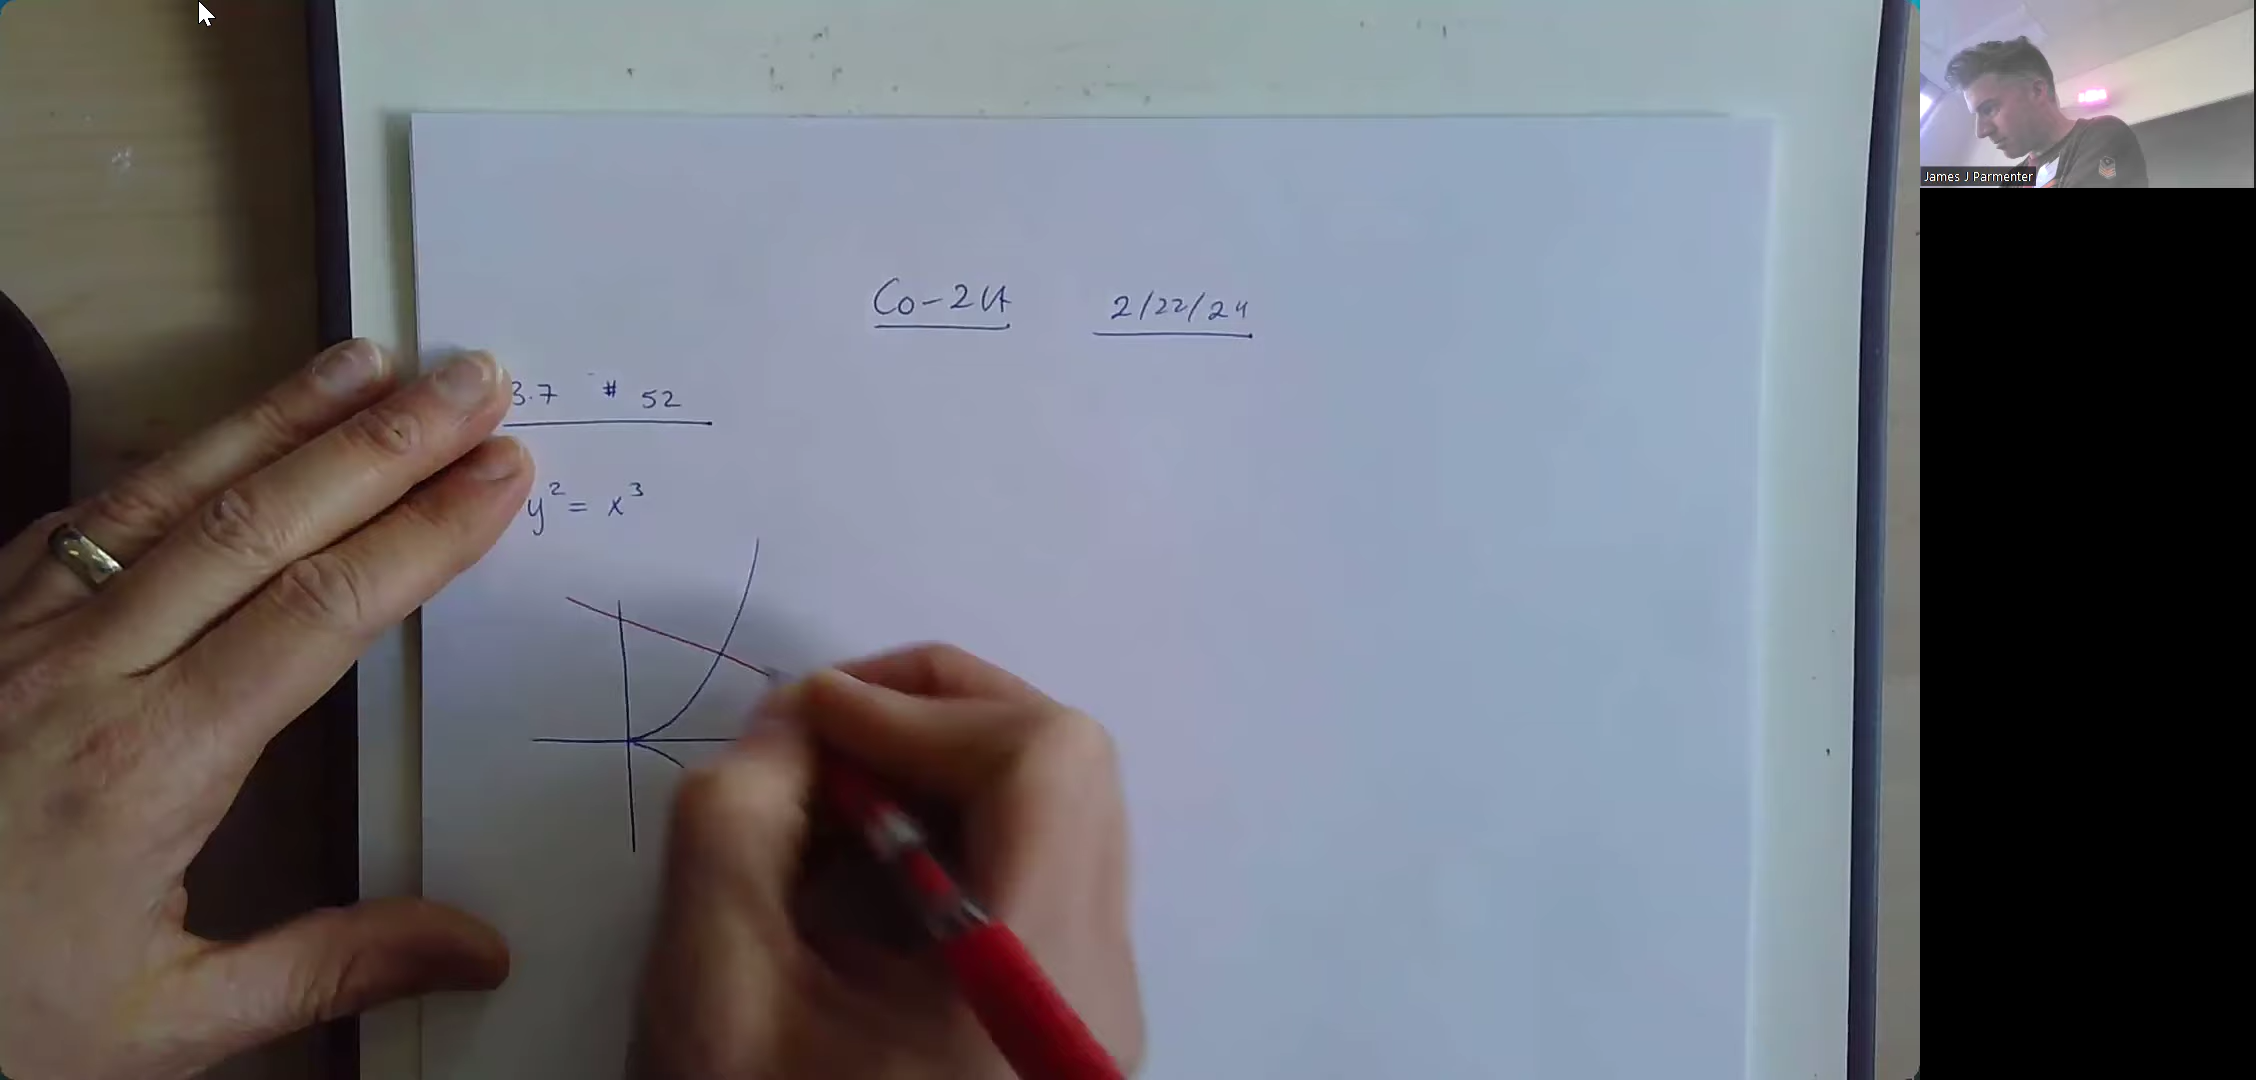 Co-24 2/22/24
3.7 # 52
y² = x³
James J Parmenter